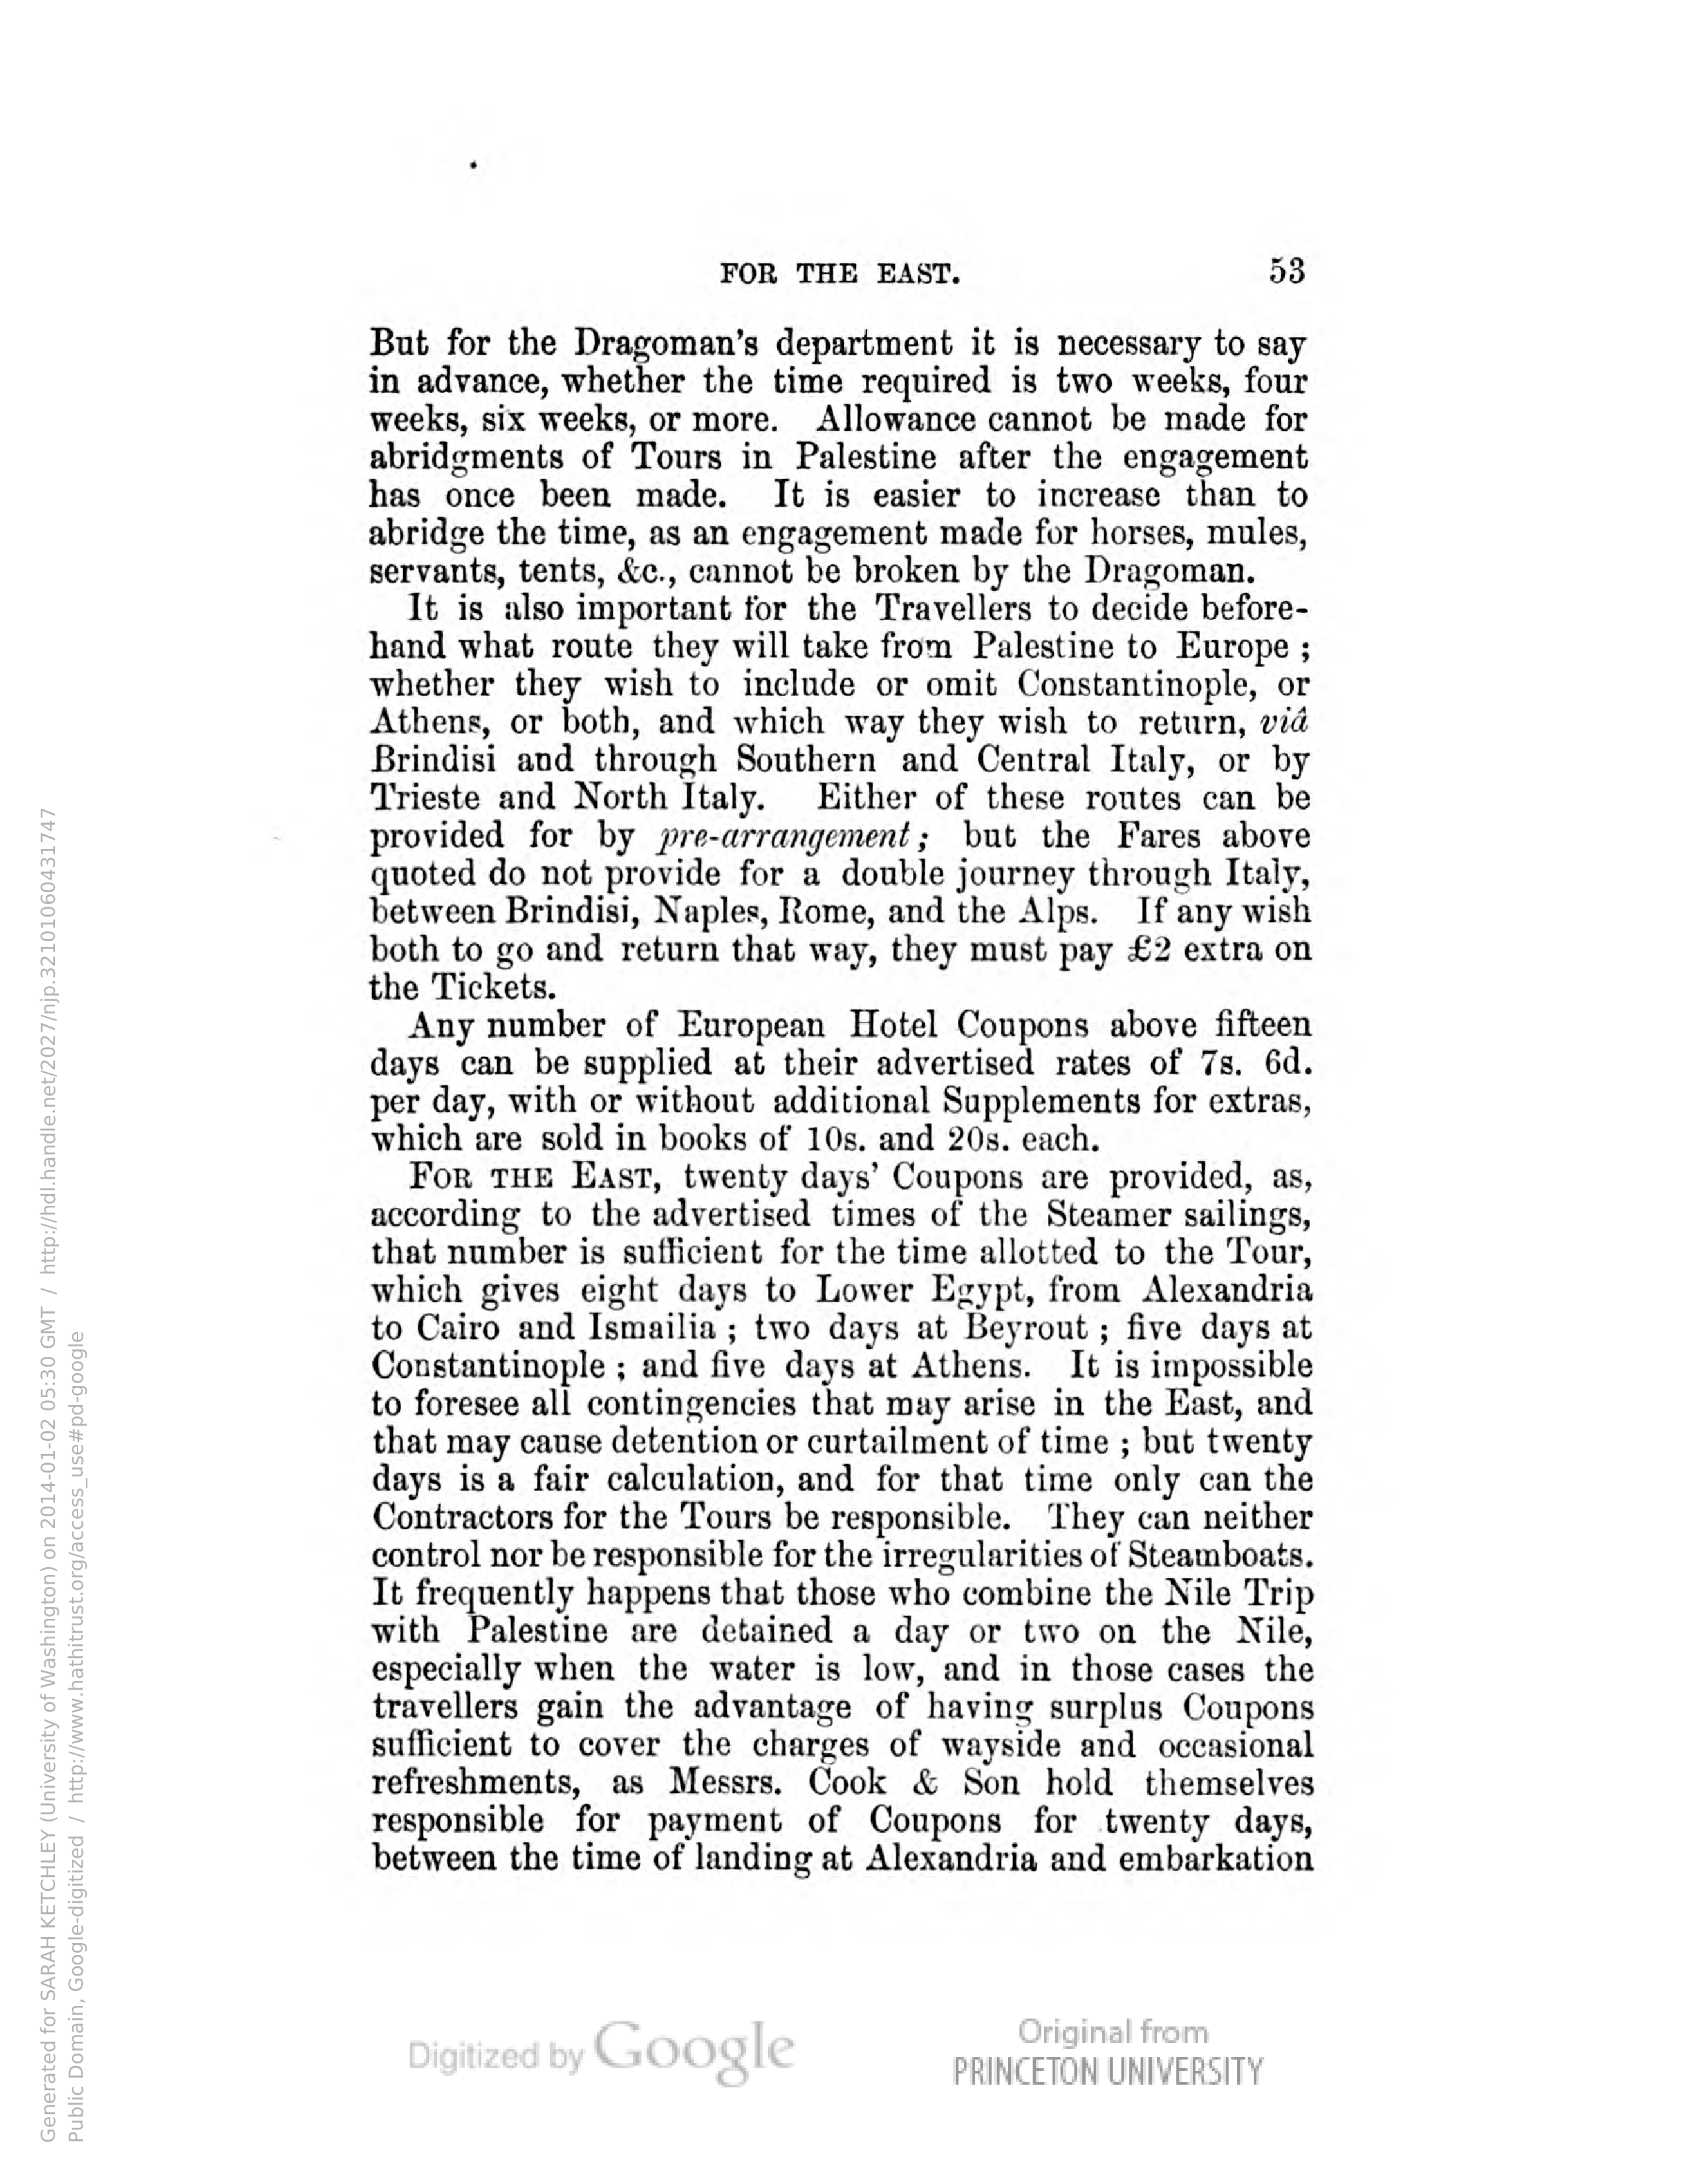 FOR THE EAST. 53
But for the Dragoman's department it is necessary to say
in advance, whether the time required is two weeks, four
weeks, six weeks, or more. Allowance cannot be made for
abridgments of Tours in Palestine after the engagement
has once been made. It is easier to increase than to
abridge the time, as an engagement made for horses, mules,
servants, tents, &c., cannot be broken by the Dragoman.
It is also important for the Travellers to decide before-
hand what route they will take from Palestine to Europe ;
whether they wish to include or omit Constantinople, or
Athens, or both, and which way they wish to return, viâ
Brindisi and through Southern and Central Italy, or by
Trieste and North Italy. Either of these routes can be
provided for by pre-arrangement ; but the Fares above
quoted do not provide for a double journey through Italy,
between Brindisi, Naples, Rome, and the Alps. If any wish
both to go and return that way, they must pay £2 extra on
the Tickets.
Any number of European Hotel Coupons above fifteen
days can be supplied at their advertised rates of 7s. 6d.
per day, with or without additional Supplements for extras,
which are sold in books of 10s. and 20s. each.
FOR THE EAST, twenty days' Coupons are provided, as,
according to the advertised times of the Steamer sailings,
that number is sufficient for the time allotted to the Tour,
which gives eight days to Lower Egypt, from Alexandria
to Cairo and Ismailia ; two days at Beyrout ; five days at
Constantinople ; and five days at Athens. It is impossible
to foresee all contingencies that may arise in the East, and
that may cause detention or curtailment of time ; but twenty
days is a fair calculation, and for that time only can the
Contractors for the Tours be responsible. They can neither
control nor be responsible for the irregularities of Steamboats.
It frequently happens that those who combine the Nile Trip
with Palestine are detained a day or two on the Nile,
especially when the water is low, and in those cases the
travellers gain the advantage of having surplus Coupons
sufficient to cover the charges of wayside and occasional
refreshments, as Messrs. Cook & Son hold themselves
responsible for payment of Coupons for twenty days,
between the time of landing at Alexandria and embarkation
Digitized by Google
Original from
PRINCETON UNIVERSITY
Generated for SARAH KETCHLEY (University of Washington) on 2014-01-02 05:30 GMT / http://hdl.handle.net/2027/njp.32101060431747
Public Domain, Google-digitized / http://www.hathitrust.org/access_use#pd-google